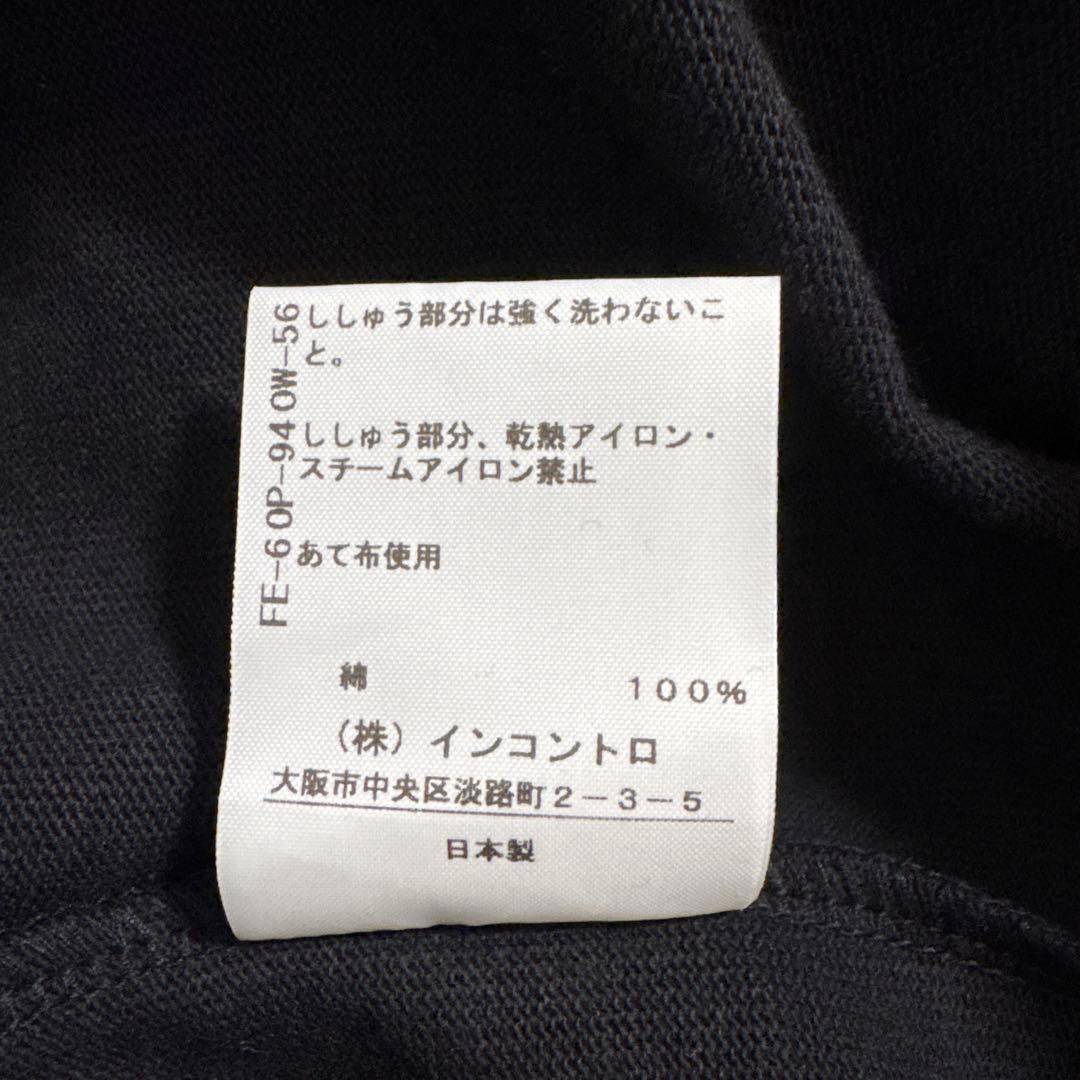 ししゅう部分は強く洗わないこ
と。
ししゅう部分、乾熱アイロン・
スチームアイロン禁止
あて布使用
綿 100%
(株)インコントロ
大阪市中央区淡路町2-3-5
日本製
FE-60P-940W-56